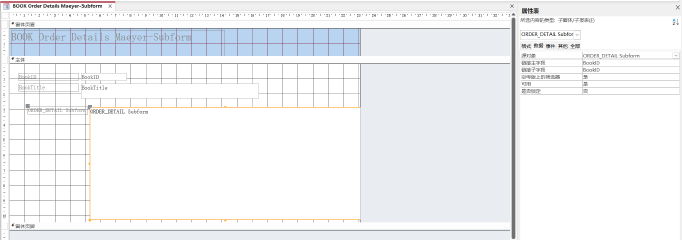 BOOK Order Details Maeyer-Subform
窗体页眉
BOOK Order Details Maeyer-Subform
主体
BookID BookID
BookTitle BookTitle
ORDER_DETAIL Subform
ORDER_DETAIL Subform
窗体页脚
属性表
所选内容的类型: 子窗体/子报表(I)
ORDER_DETAIL Subfor
格式 数据 事件 其他 全部
源对象 ORDER_DETAIL Subform
链接主字段 BookID
链接子字段 BookID
空母版上的筛选器 是
可用 是
是否锁定 否